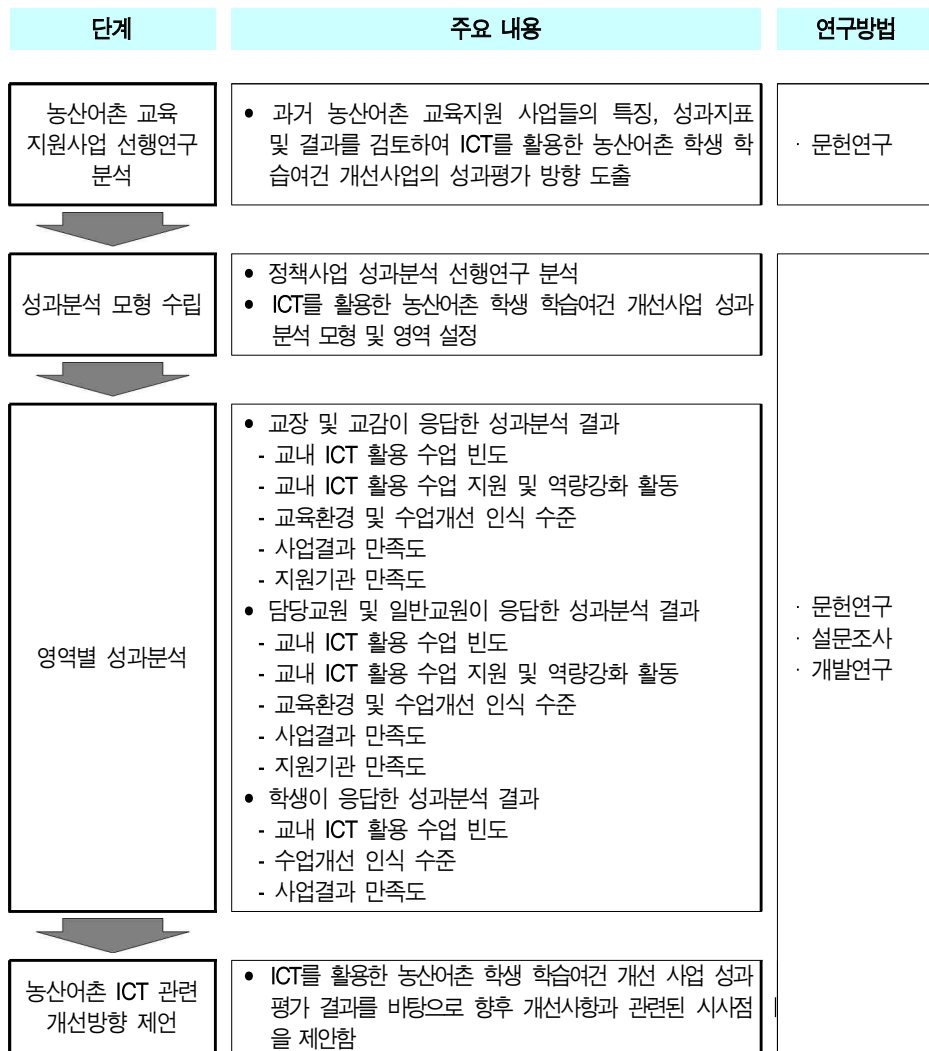 단계
주요 내용
연구방법
농산어촌 교육
지원사업 선행연구
분석
• 과거 농산어촌 교육지원 사업들의 특징, 성과지표
및 결과를 검토하여 ICT를 활용한 농산어촌 학생 학
습여건 개선사업의 성과평가 방향 도출
· 문헌연구
성과분석 모형 수립
• 정책사업 성과분석 선행연구 분석
• ICT를 활용한 농산어촌 학생 학습여건 개선사업 성과
분석 모형 및 영역 설정
영역별 성과분석
• 교장 및 교감이 응답한 성과분석 결과
- 교내 ICT 활용 수업 빈도
- 교내 ICT 활용 수업 지원 및 역량강화 활동
- 교육환경 및 수업개선 인식 수준
- 사업결과 만족도
- 지원기관 만족도
• 담당교원 및 일반교원이 응답한 성과분석 결과
- 교내 ICT 활용 수업 빈도
- 교내 ICT 활용 수업 지원 및 역량강화 활동
- 교육환경 및 수업개선 인식 수준
- 사업결과 만족도
- 지원기관 만족도
• 학생이 응답한 성과분석 결과
- 교내 ICT 활용 수업 빈도
- 수업개선 인식 수준
- 사업결과 만족도
· 문헌연구
· 설문조사
· 개발연구
농산어촌 ICT 관련
개선방향 제언
• ICT를 활용한 농산어촌 학생 학습여건 개선 사업 성과
평가 결과를 바탕으로 향후 개선사항과 관련된 시사점
을 제안함